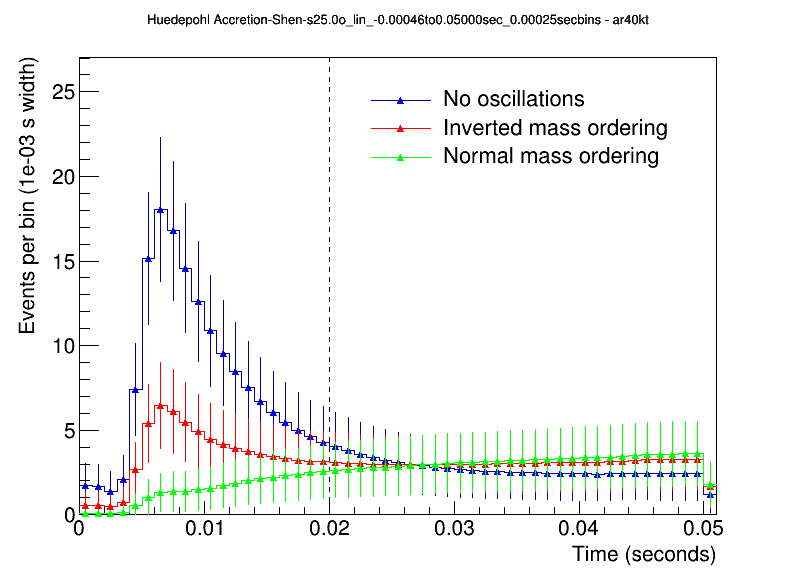 Huedepohl Accretion-Shen-s25.0o_lin_-0.00046to0.05000sec_0.00025secbins - ar40kt
Events per bin (1e-03 s width)
25
20
15
10
5
0
No oscillations
Inverted mass ordering
Normal mass ordering
0 0.01 0.02 0.03 0.04 0.05
Time (seconds)